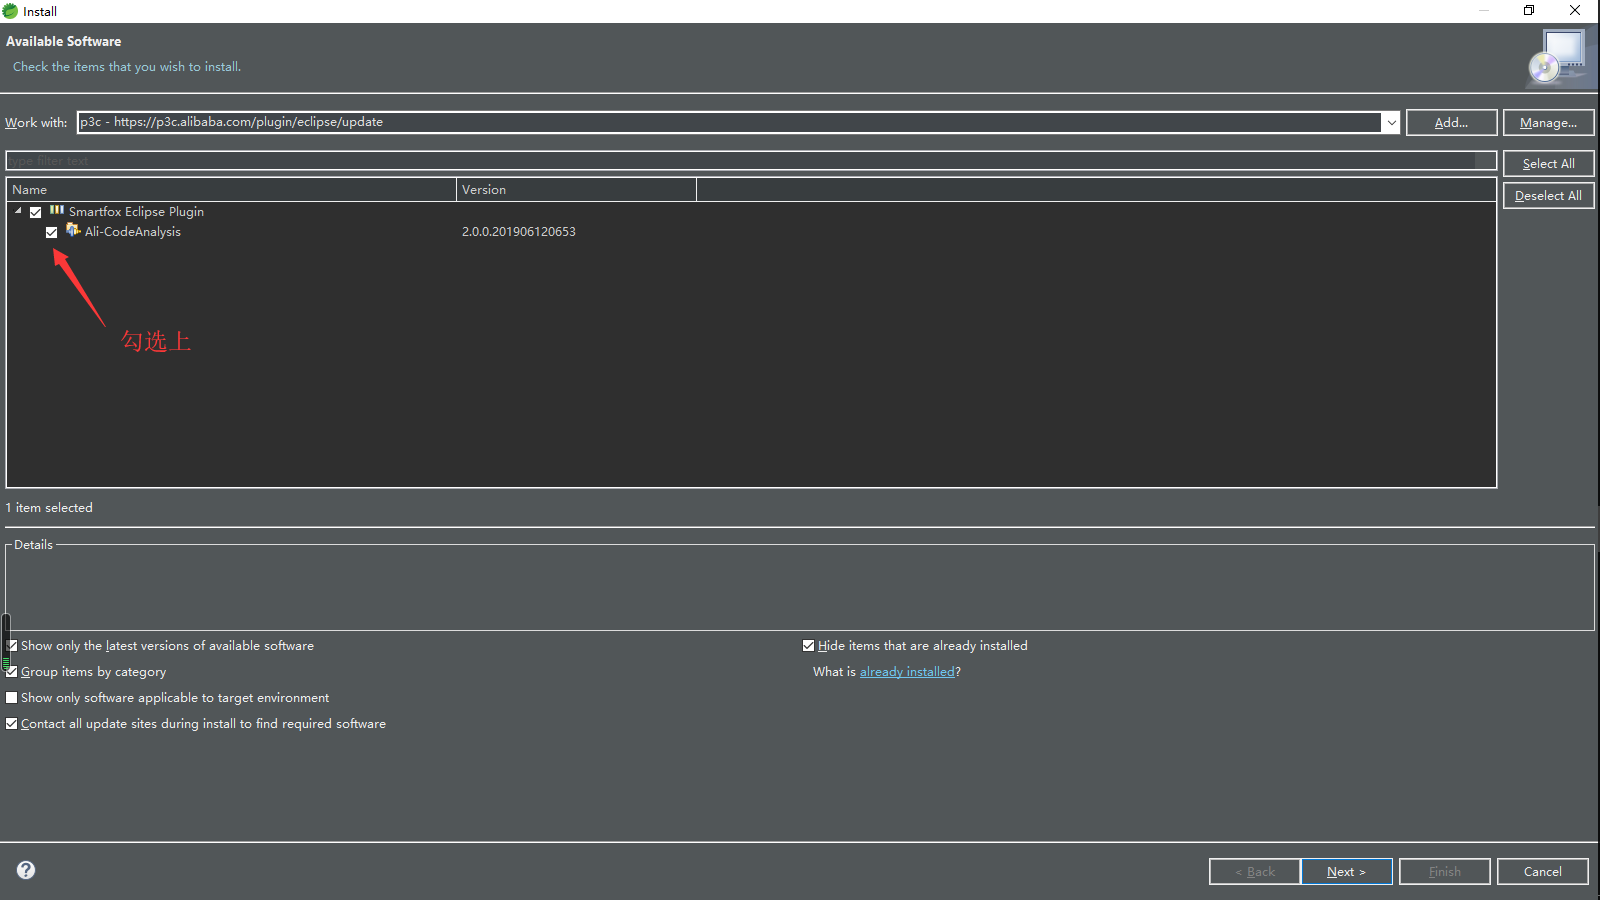 Install
Available Software
Check the items that you wish to install.
Work with: p3c - https://p3c.alibaba.com/plugin/eclipse/update Add... Manage...
type filter text Select All
Name Version Deselect All
Smartfox Eclipse Plugin
Ali-CodeAnalysis 2.0.0.201906120653
勾选上
1 item selected
Details
Show only the latest versions of available software Hide items that are already installed
Group items by category What is already installed?
Show only software applicable to target environment
Contact all update sites during install to find required software
? < Back Next > Finish Cancel